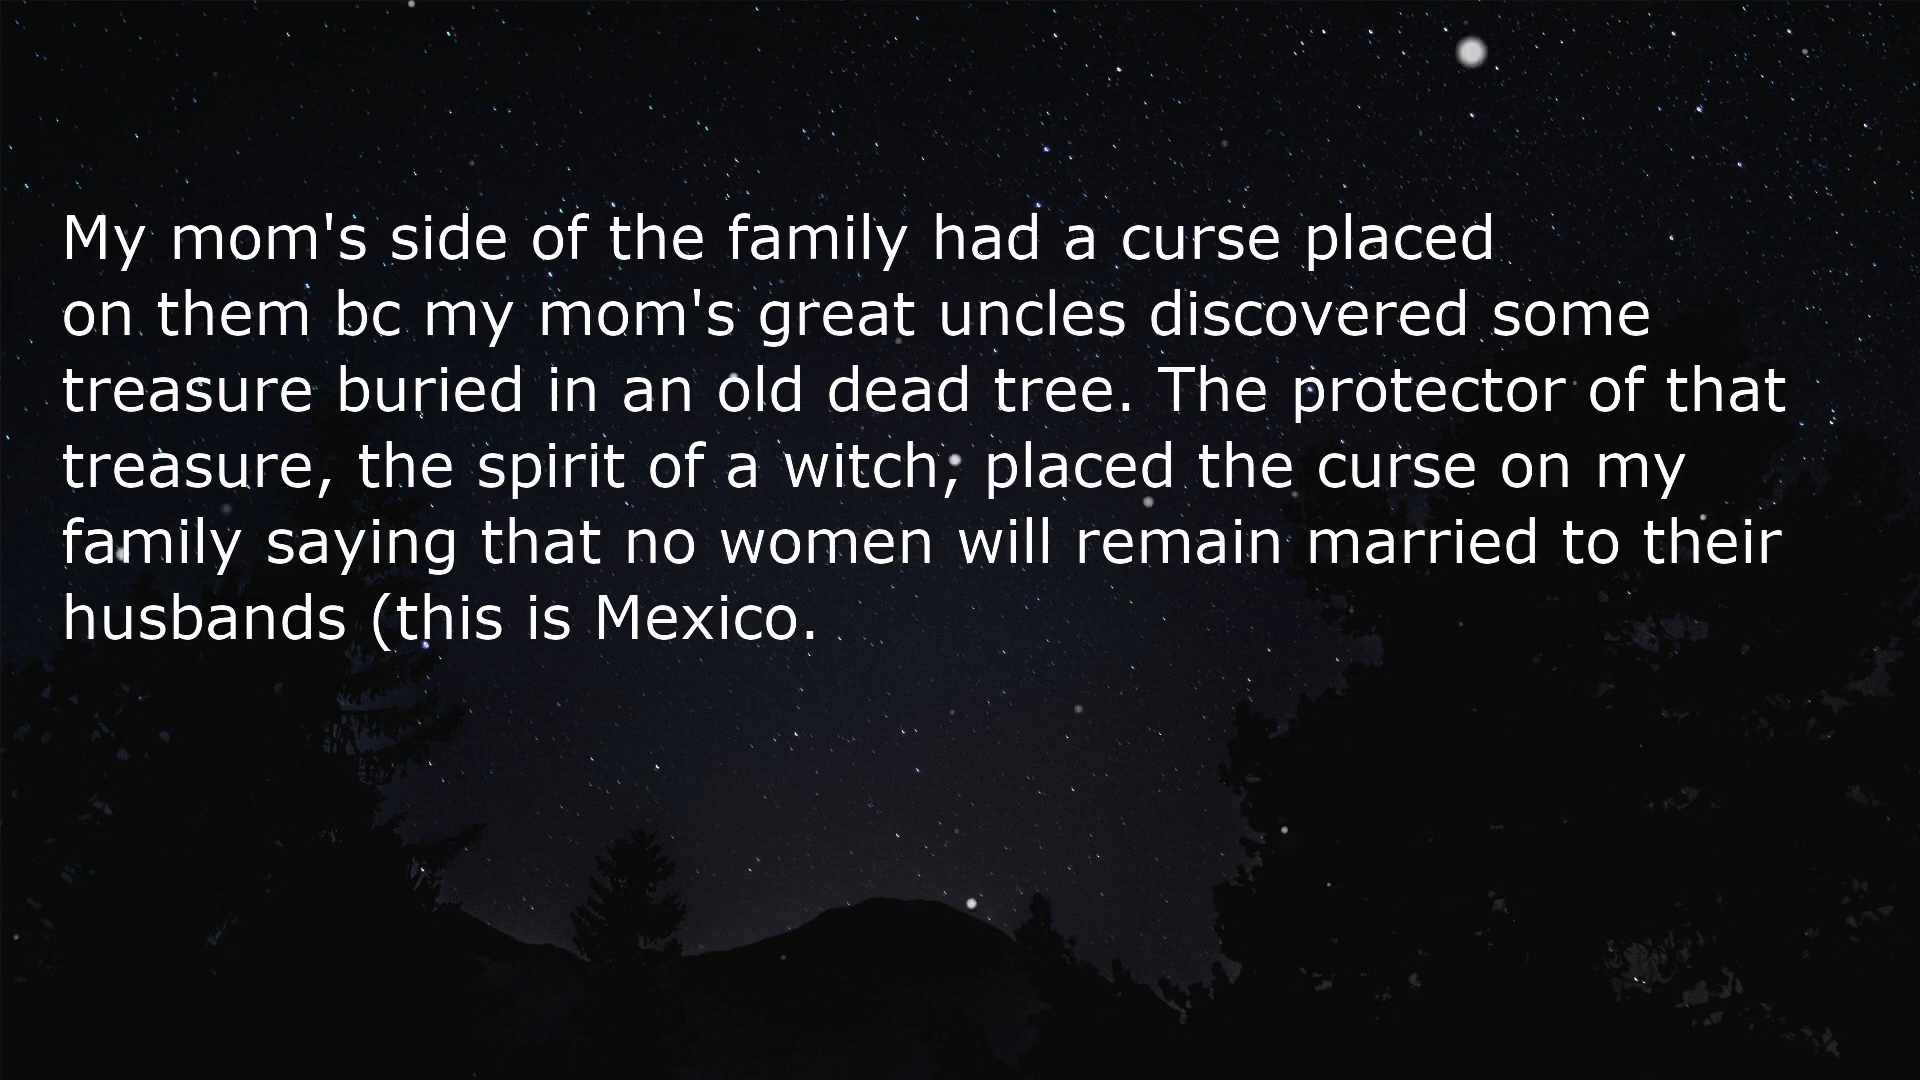 My mom's side of the family had a curse placed
on them bc my mom's great uncles discovered some
treasure buried in an old dead tree. The protector of that
treasure, the spirit of a witch; placed the curse on my
family saying that no women will remain married to their
husbands (this is Mexico.